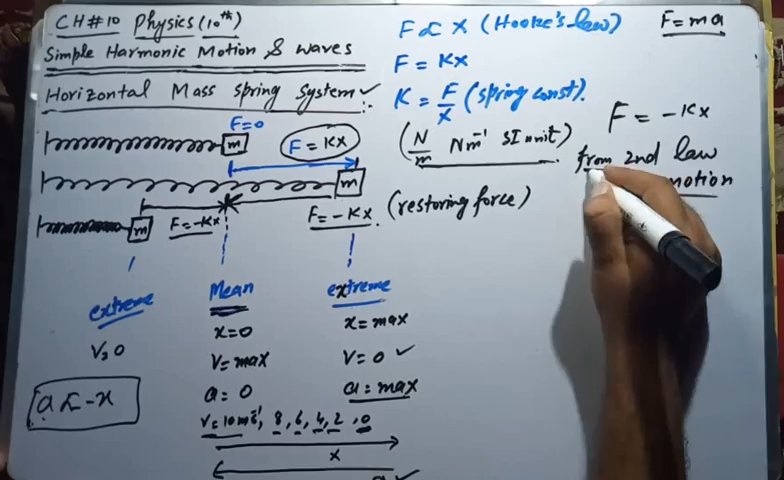 CH#10 Physics (10th)
Simple Harmonic Motion & waves
Horizontal Mass spring System ✓
F=0
m
F = Kx
m
F=-Kx
m
F=-Kx
(restoring force)
extreme
Mean
extreme
x=0
x=max
V=0
V=max
V=0 ✓
a=0
a=max
a ∝ -x
V=10ms⁻¹, 8, 6, 4, 2, 0
x
a ✓
F ∝ x (Hooke's law)
F = Kx
K = F/x (spring const).
(N/m Nm⁻¹ SI unit)
F=ma
F = -Kx
from 2nd law
motion